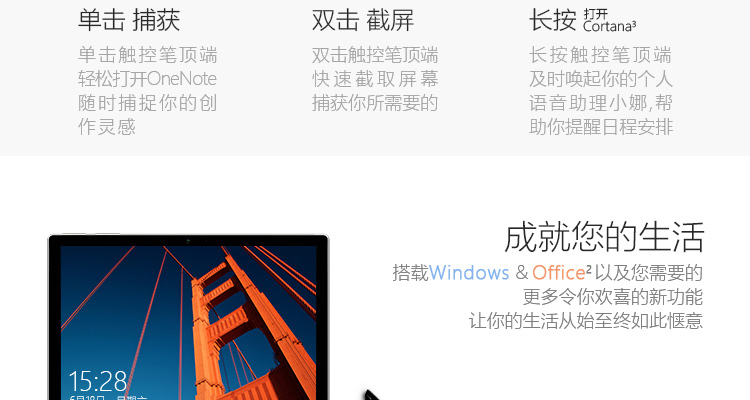 单击 捕获
单击触控笔顶端
轻松打开OneNote
随时捕捉你的创
作灵感
双击 截屏
双击触控笔顶端
快速截取屏幕
捕获你所需要的
长按 打开 Cortana³
长按触控笔顶端
及时唤起你的个人
语音助理小娜,帮
助你提醒日程安排
成就您的生活
搭载Windows & Office² 以及您需要的
更多令你欢喜的新功能
让你的生活从始至终如此惬意
15:28